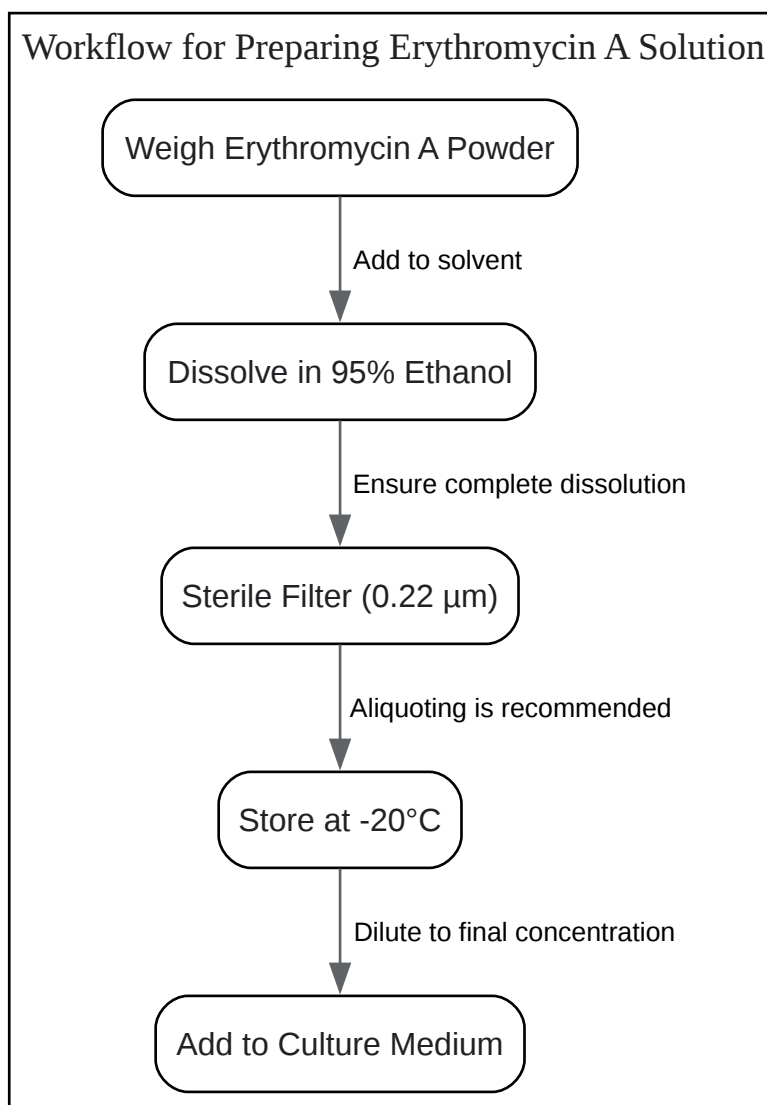 Workflow for Preparing Erythromycin A Solution
Weigh Erythromycin A Powder
Add to solvent
Dissolve in 95% Ethanol
Ensure complete dissolution
Sterile Filter (0.22 µm)
Aliquoting is recommended
Store at -20°C
Dilute to final concentration
Add to Culture Medium